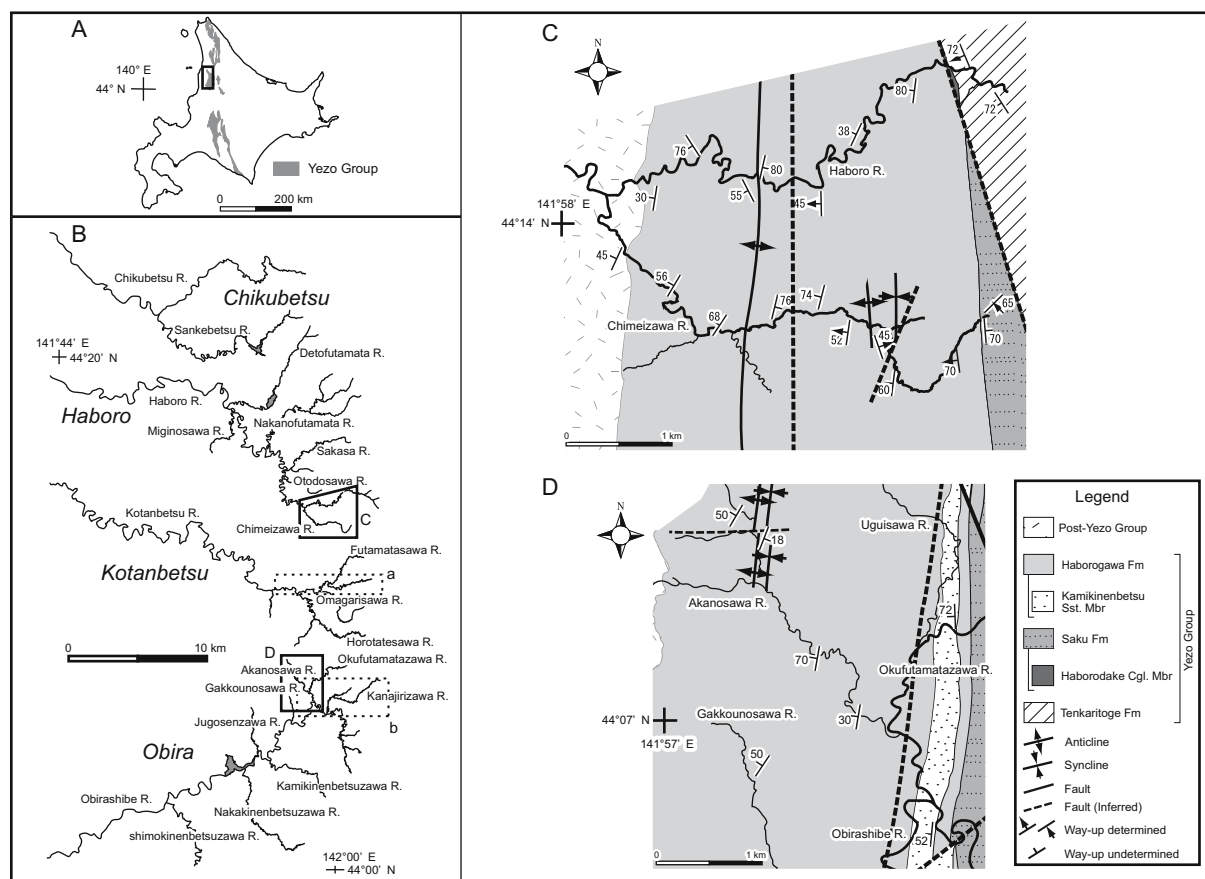 A
140° E
44° N
Yezo Group
0
200 km
B
Chikubetsu R.
Chikubetsu
Sankebetsu R.
141°44' E
44°20' N
Detofutamata R.
Haboro R.
Haboro
Nakanofutamata R.
Miginosawa R.
Sakasa R.
Otodosawa R.
Kotanbetsu R.
C
Chimeizawa R.
Futamatasawa R.
Kotanbetsu
a
Omagarisawa R.
0
10 km
Horotatesawa R.
D
Okufutamatazawa R.
Akanosawa R.
Gakkounosawa R.
Kanajirizawa R.
Jugosenzawa R.
b
Obira
Obirashibe R.
Kamikinenbetsuzawa R.
Nakakinenbetsuzawa R.
shimokinenbetsuzawa R.
142°00' E
44°00' N
C
N
72
72
80
38
76
80
Haboro R.
30
55
45
141°58' E
44°14' N
45
56
76
74
65
Chimeizawa R.
68
52
45
70
70
60
0
1 km
D
N
50
Uguisawa R.
18
Akanosawa R.
72
70
Okufutamatazawa R.
44°07' N
Gakkounosawa R.
30
141°57' E
50
Obirashibe R.
52
0
1 km
Legend
Post-Yezo Group
Haborogawa Fm
Kamikinenbetsu
Sst. Mbr
Saku Fm
Haborodake Cgl. Mbr
Tenkaritoge Fm
Yezo Group
Anticline
Syncline
Fault
Fault (Inferred)
Way-up determined
Way-up undetermined